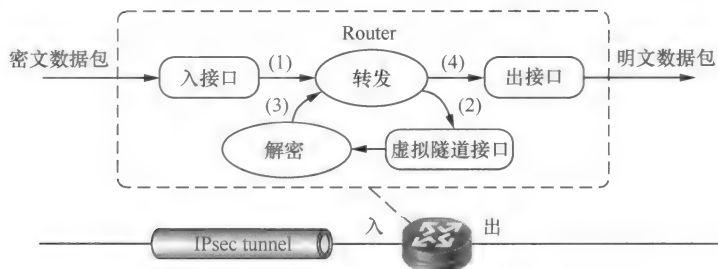 Router
密文数据包
入接口
(1)
转发
(4)
出接口
明文数据包
(3)
(2)
解密
虚拟隧道接口
IPsec tunnel
入
出